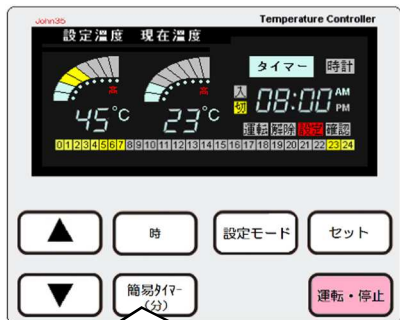 John35
Temperature Controller
設定溫度 現在溫度
タイマー 時計
高 高
入
切 08:00 AM PM
45°C 23°C
運転 解除 設定 確認
0 1 2 3 4 5 6 7 8 9 10 11 12 13 14 15 16 17 18 19 20 21 22 23 24
▲ 時 設定モード セット
▼ 簡易ﾀｲﾏｰ
(分) 運転・停止